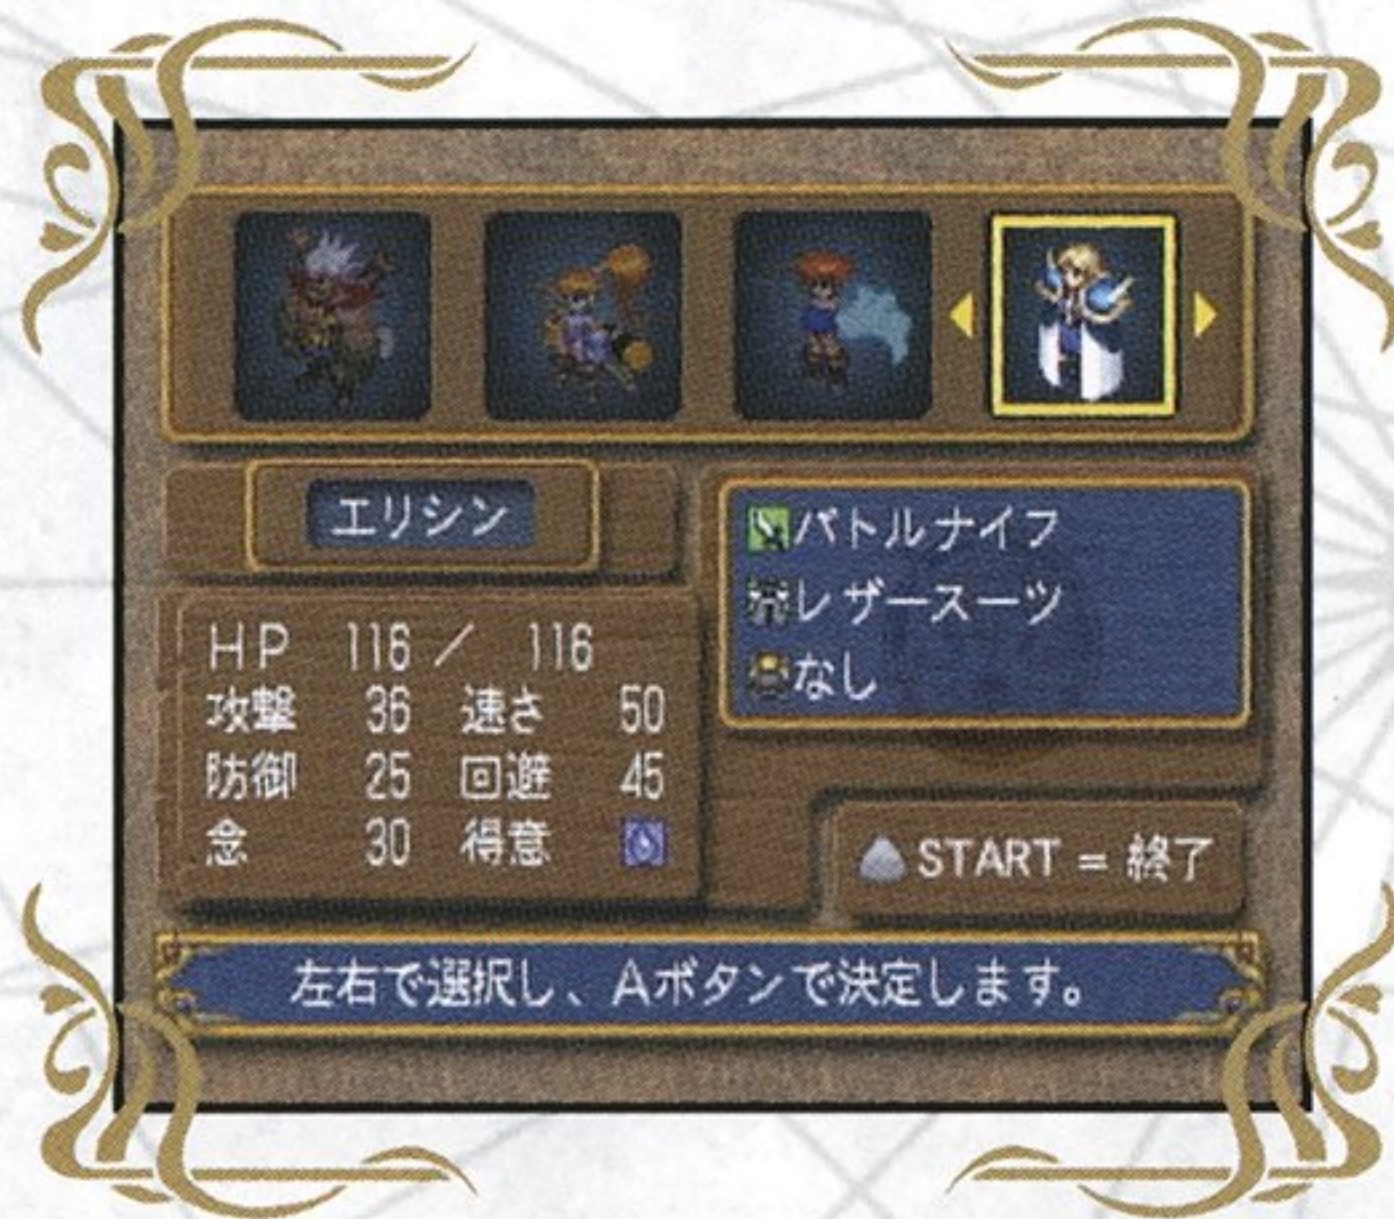 エリシン
バトルナイフ
レザースーツ
なし
HP 116 / 116
攻撃 36 速さ 50
防御 25 回避 45
念 30 得意
START = 終了
左右で選択し、Aボタンで決定します。